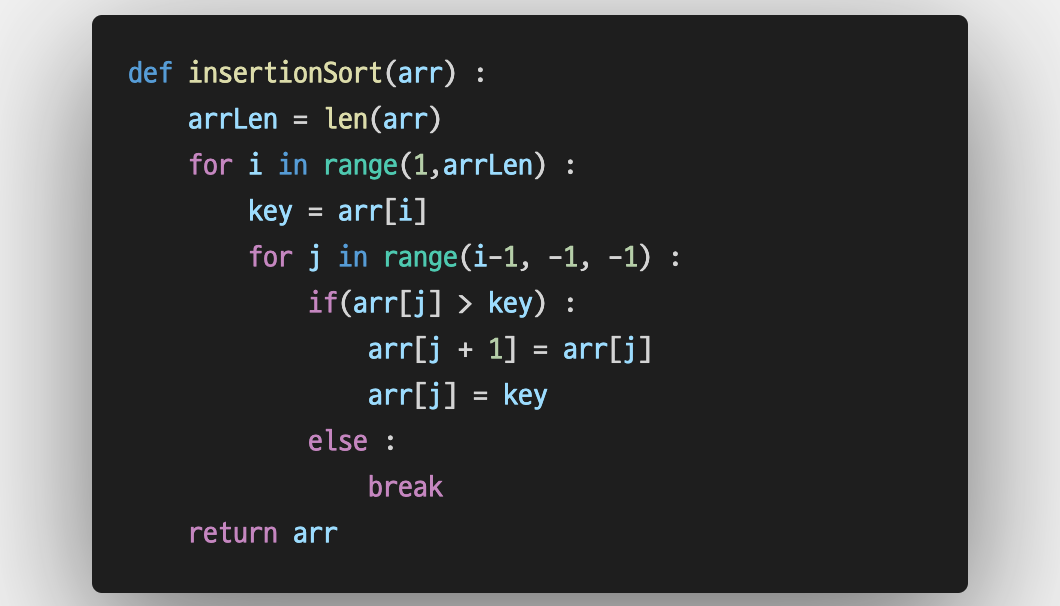 def insertionSort(arr) :
    arrLen = len(arr)
    for i in range(1,arrLen) :
        key = arr[i]
        for j in range(i-1, -1, -1) :
            if(arr[j] > key) :
                arr[j + 1] = arr[j]
                arr[j] = key
            else :
                break
    return arr